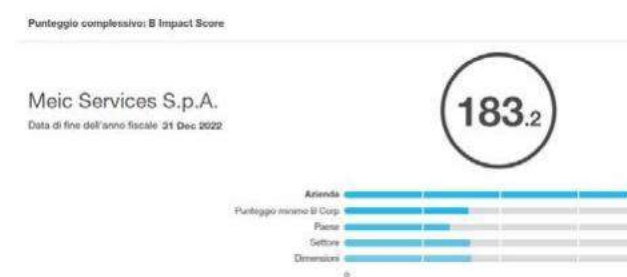 Punteggio complessivo: B Impact Score
Meic Services S.p.A.
Data di fine dell'anno fiscale 31 Dec 2022
183.2
Azienda
Punteggio minimo B Corp
Paese
Settore
Dimensioni
0